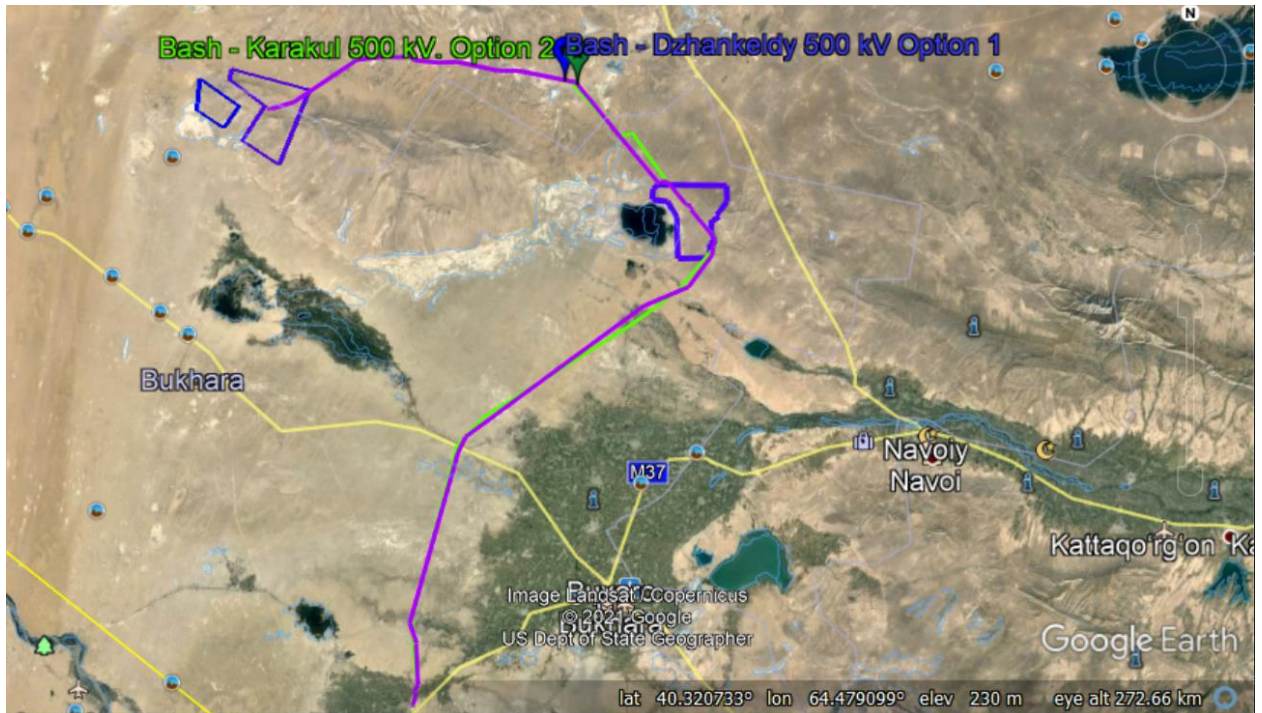 N
Bash - Karakul 500 kV. Option 2
Bash - Dzhankeldy 500 kV Option 1
Bukhara
M37
Navoiy
Navoi
Kattaqo'rg'on
Image Landsat / Copernicus
© 2021 Google
Bukhara
US Dept of State Geographer
Google Earth
lat 40.320733° lon 64.479099° elev 230 m eye alt 272.66 km